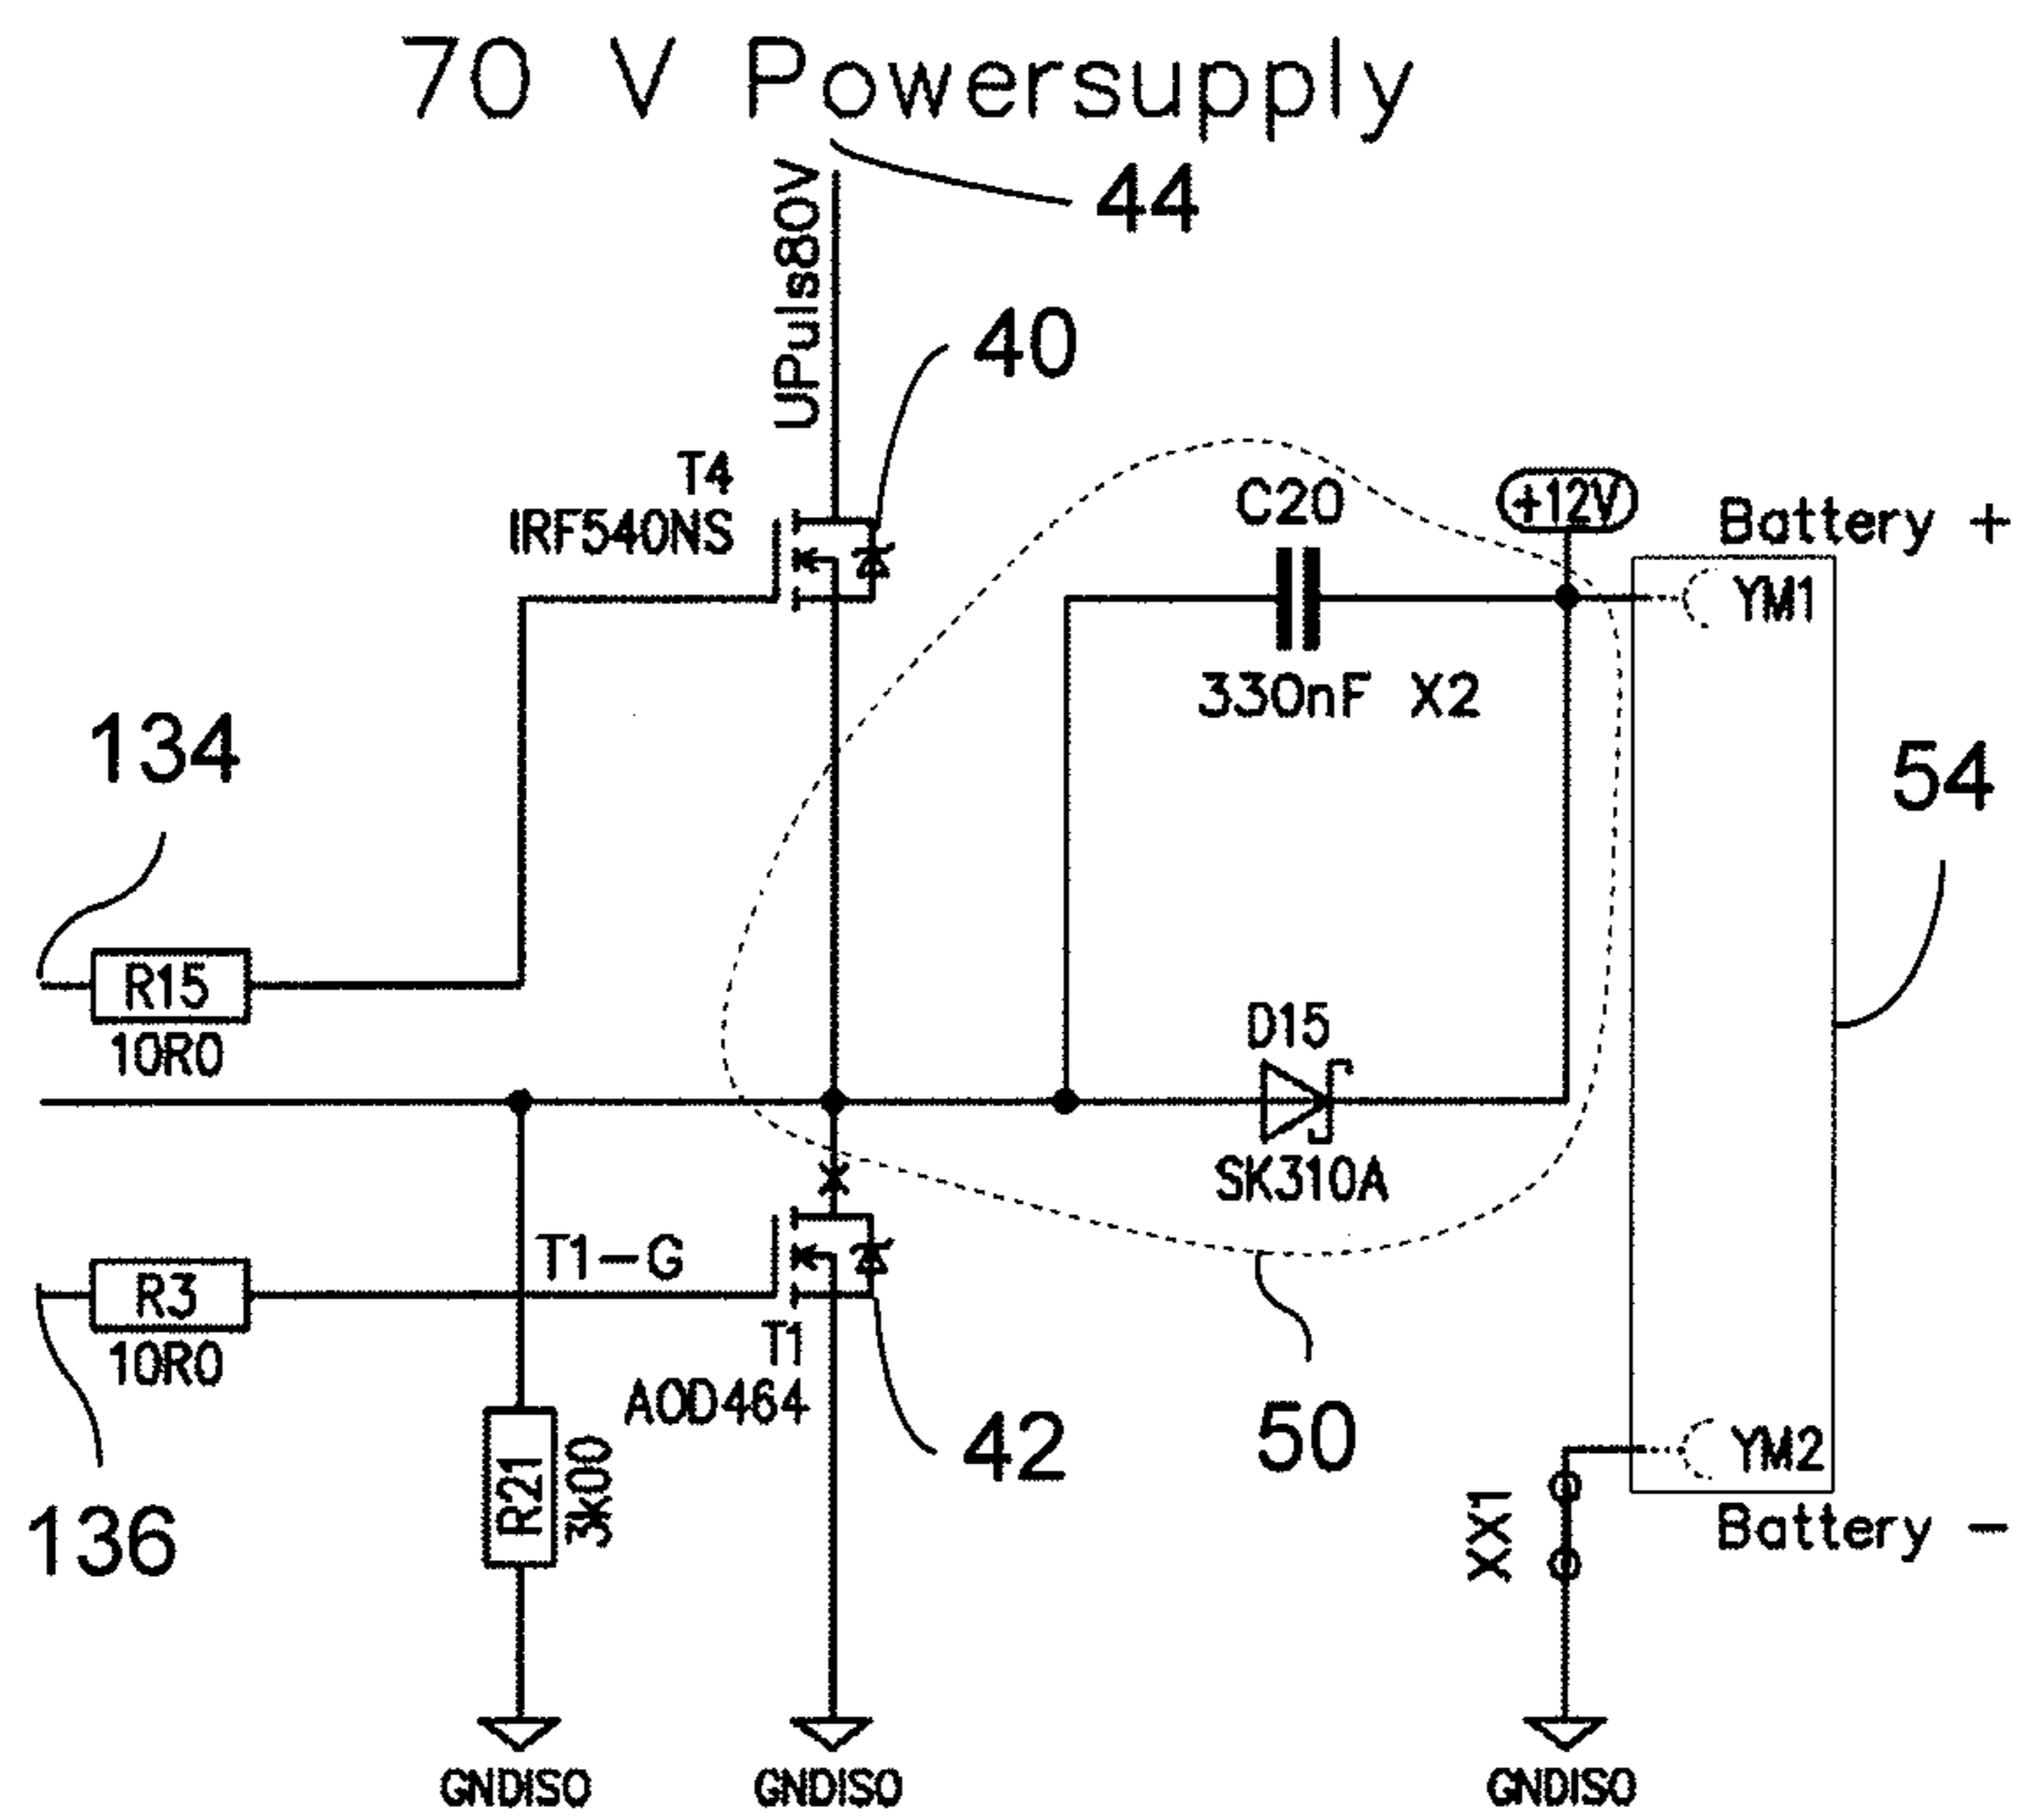 70 V Powersupply
44
UPuls80V
40
T4
IRF540NS
C20
+12V
Battery +
YM1
330nF X2
134
54
R15
10R0
D15
SK310A
T1-G
R3
10R0
T1
AOD464
42
50
R21
3k00
136
YM2
XX1
Battery -
GNDISO
GNDISO
GNDISO